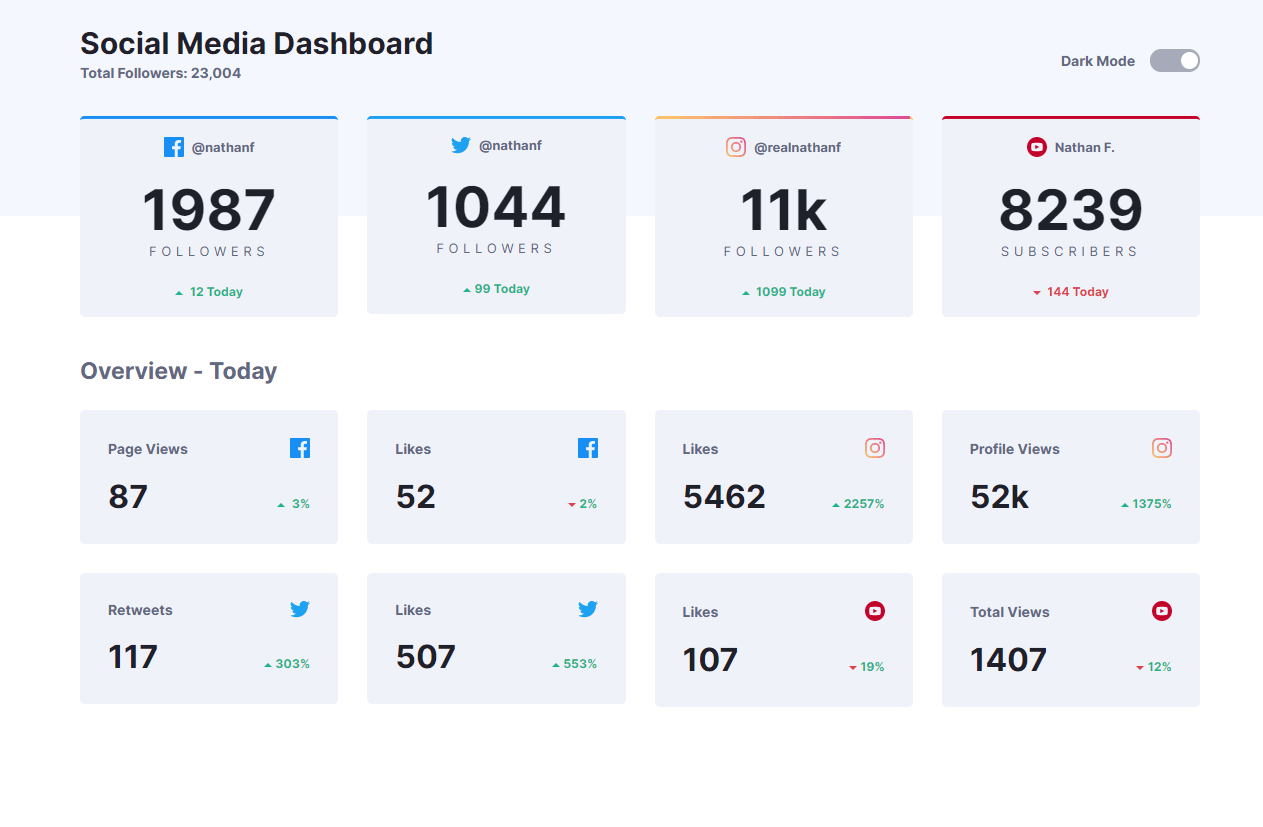 Social Media Dashboard
Total Followers: 23,004
Dark Mode
@nathanf
1987
FOLLOWERS
12 Today
@nathanf
1044
FOLLOWERS
99 Today
@realnathanf
11k
FOLLOWERS
1099 Today
Nathan F.
8239
SUBSCRIBERS
144 Today
Overview - Today
Page Views
87
3%
Likes
52
2%
Likes
5462
2257%
Profile Views
52k
1375%
Retweets
117
303%
Likes
507
553%
Likes
107
19%
Total Views
1407
12%